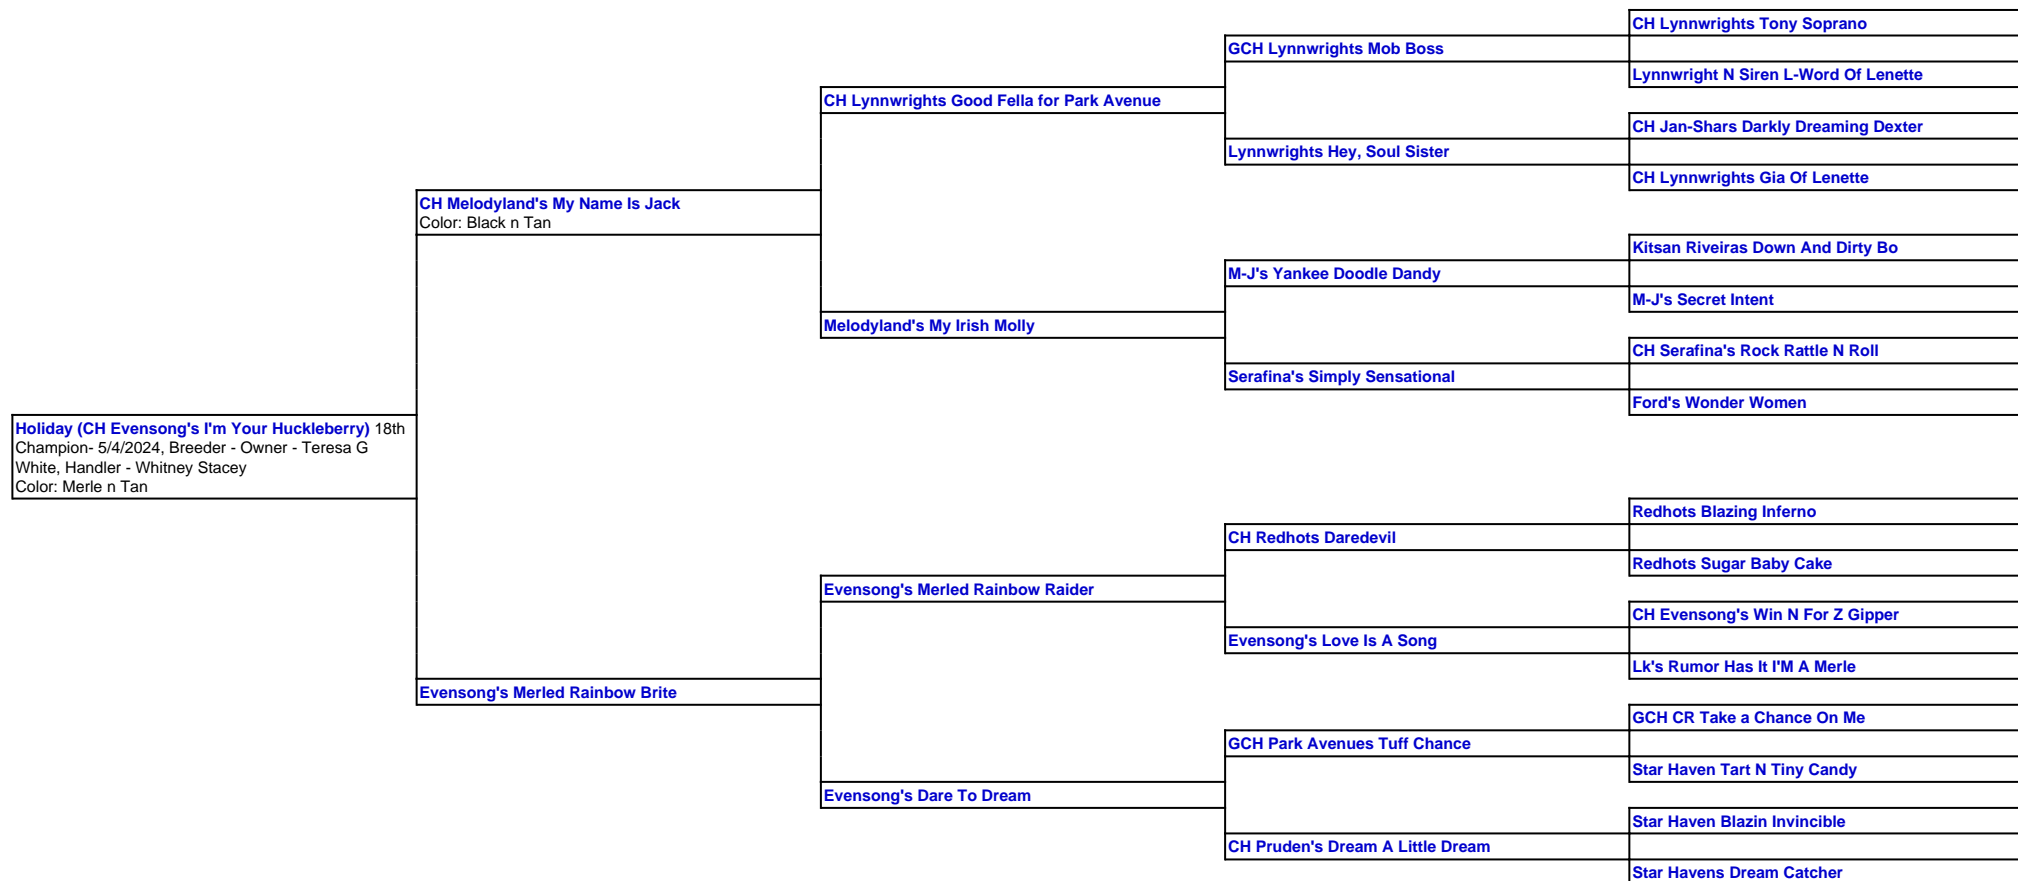 CH Lynnwrights Tony Soprano
GCH Lynnwrights Mob Boss
Lynnwright N Siren L-Word Of Lenette
CH Lynnwrights Good Fella for Park Avenue
CH Jan-Shars Darkly Dreaming Dexter
Lynnwrights Hey, Soul Sister
CH Lynnwrights Gia Of Lenette
CH Melodyland's My Name Is Jack
Color: Black n Tan
Kitsan Riveiras Down And Dirty Bo
M-J's Yankee Doodle Dandy
M-J's Secret Intent
Melodyland's My Irish Molly
CH Serafina's Rock Rattle N Roll
Serafina's Simply Sensational
Ford's Wonder Women
Holiday (CH Evensong's I'm Your Huckleberry) 18th
Champion- 5/4/2024, Breeder - Owner - Teresa G
White, Handler - Whitney Stacey
Color: Merle n Tan
Redhots Blazing Inferno
CH Redhots Daredevil
Redhots Sugar Baby Cake
Evensong's Merled Rainbow Raider
CH Evensong's Win N For Z Gipper
Evensong's Love Is A Song
Lk's Rumor Has It I'M A Merle
Evensong's Merled Rainbow Brite
GCH CR Take a Chance On Me
GCH Park Avenues Tuff Chance
Star Haven Tart N Tiny Candy
Evensong's Dare To Dream
Star Haven Blazin Invincible
CH Pruden's Dream A Little Dream
Star Havens Dream Catcher